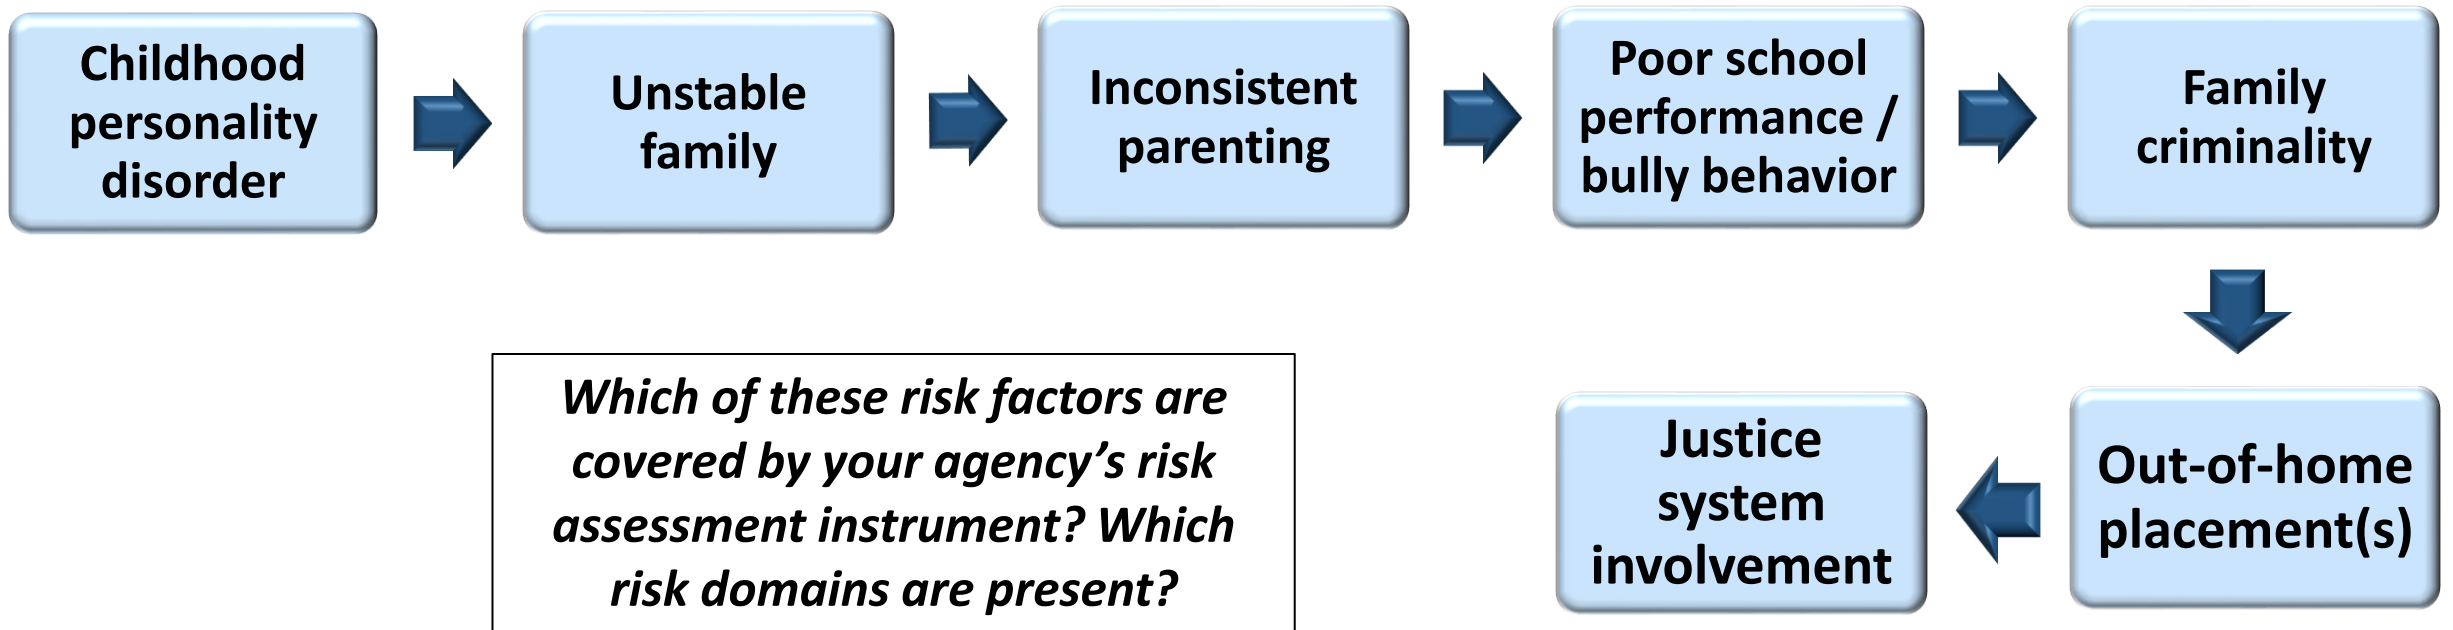 Childhood
personality
disorder
Unstable
family
Inconsistent
parenting
Poor school
performance /
bully behavior
Family
criminality
Out-of-home
placement(s)
Justice
system
involvement
Which of these risk factors are
covered by your agency’s risk
assessment instrument? Which
risk domains are present?